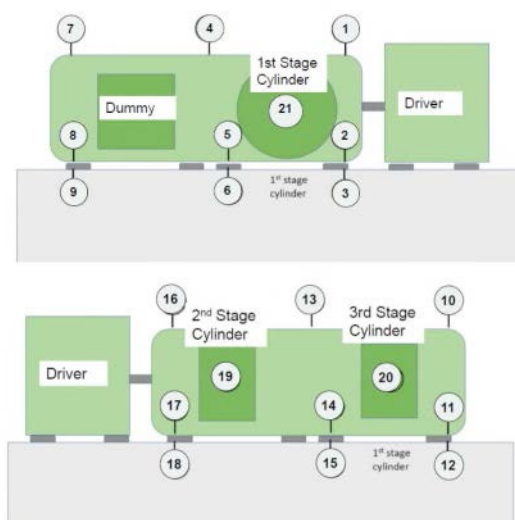 7
4
1
1st Stage
Cylinder
Dummy
21
Driver
8
5
2
9
6
1st stage
cylinder
3
16
13
10
2nd Stage
Cylinder
3rd Stage
Cylinder
Driver
19
20
17
14
11
18
15
1st stage
cylinder
12